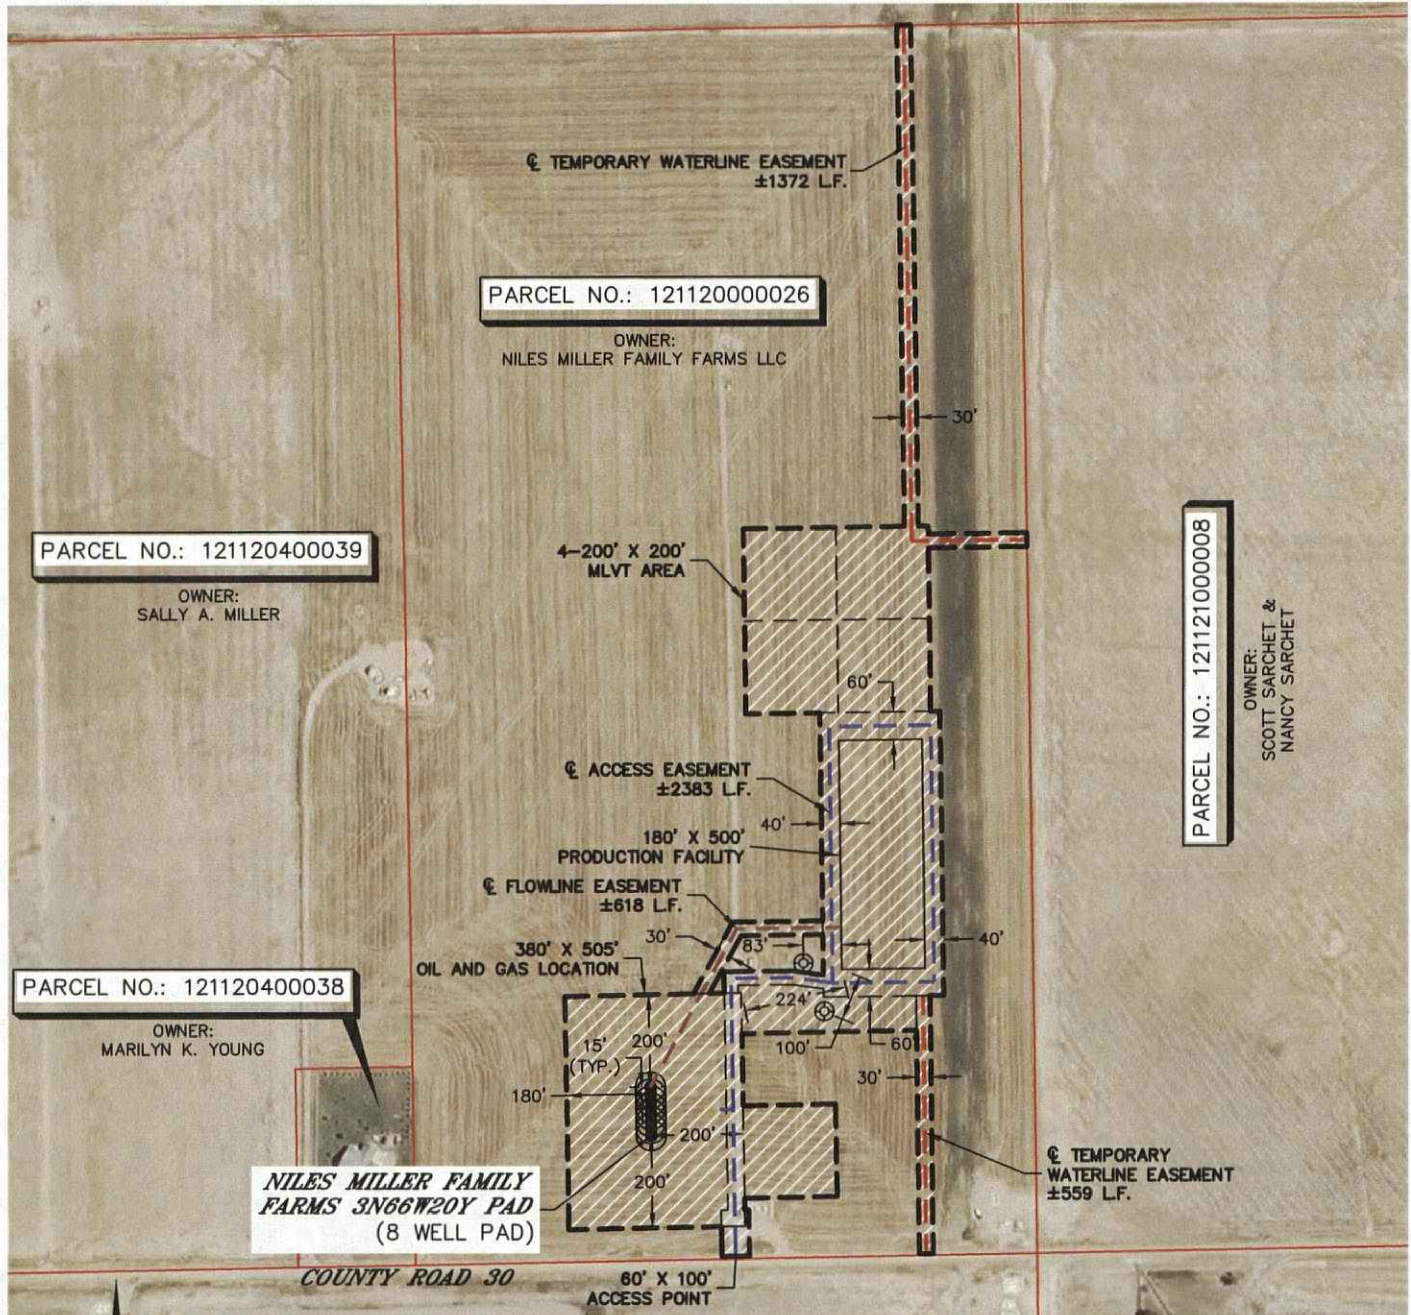 ℄ TEMPORARY WATERLINE EASEMENT
±1372 L.F.
PARCEL NO.: 121120000026
OWNER:
NILES MILLER FAMILY FARMS LLC
30'
PARCEL NO.: 121120400039
OWNER:
SALLY A. MILLER
4-200' X 200'
MLVT AREA
PARCEL NO.: 121121000008
OWNER:
SCOTT SARCHET &
NANCY SARCHET
60'
℄ ACCESS EASEMENT
±2383 L.F.
40'
180' X 500'
PRODUCTION FACILITY
℄ FLOWLINE EASEMENT
±618 L.F.
30'
83'
40'
380' X 505'
OIL AND GAS LOCATION
PARCEL NO.: 121120400038
OWNER:
MARILYN K. YOUNG
224'
15'
(TYP.)
200'
100'
60'
30'
180'
200'
200'
℄ TEMPORARY
WATERLINE EASEMENT
±559 L.F.
NILES MILLER FAMILY
FARMS 3N66W20Y PAD
(8 WELL PAD)
COUNTY ROAD 30
60' X 100'
ACCESS POINT